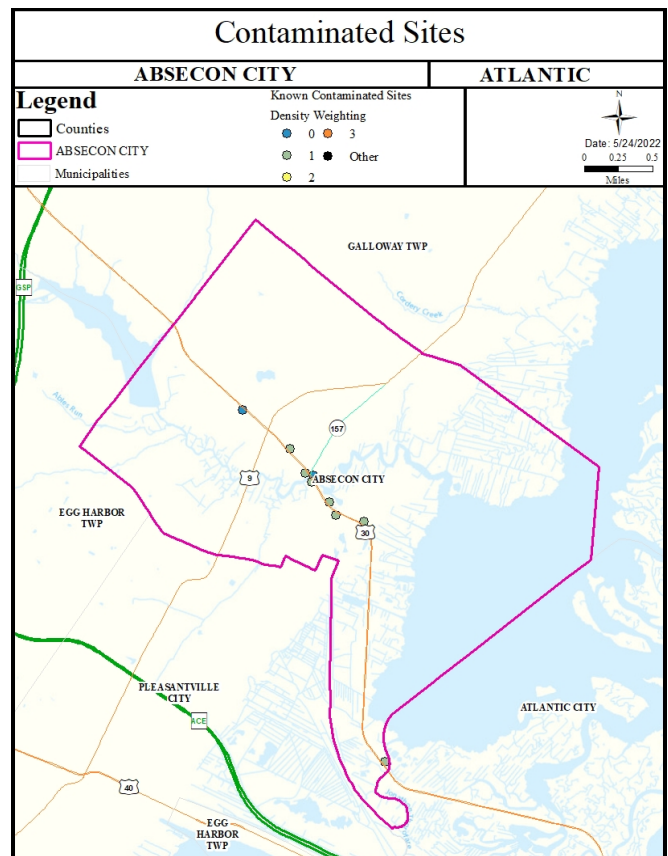 Contaminated Sites
ABSECON CITY
ATLANTIC
Legend
Counties
ABSECON CITY
Municipalities
Known Contaminated Sites
Density Weighting
0 3
1 Other
2
N
Date: 5/24/2022
0 0.25 0.5
Miles
GALLOWAY TWP
GSP
Cordery Creek
157
9
ABSECON CITY
EGG HARBOR
TWP
30
PLEASANTVILLE
CITY
ATLANTIC CITY
ACE
40
EGG
HARBOR
TWP